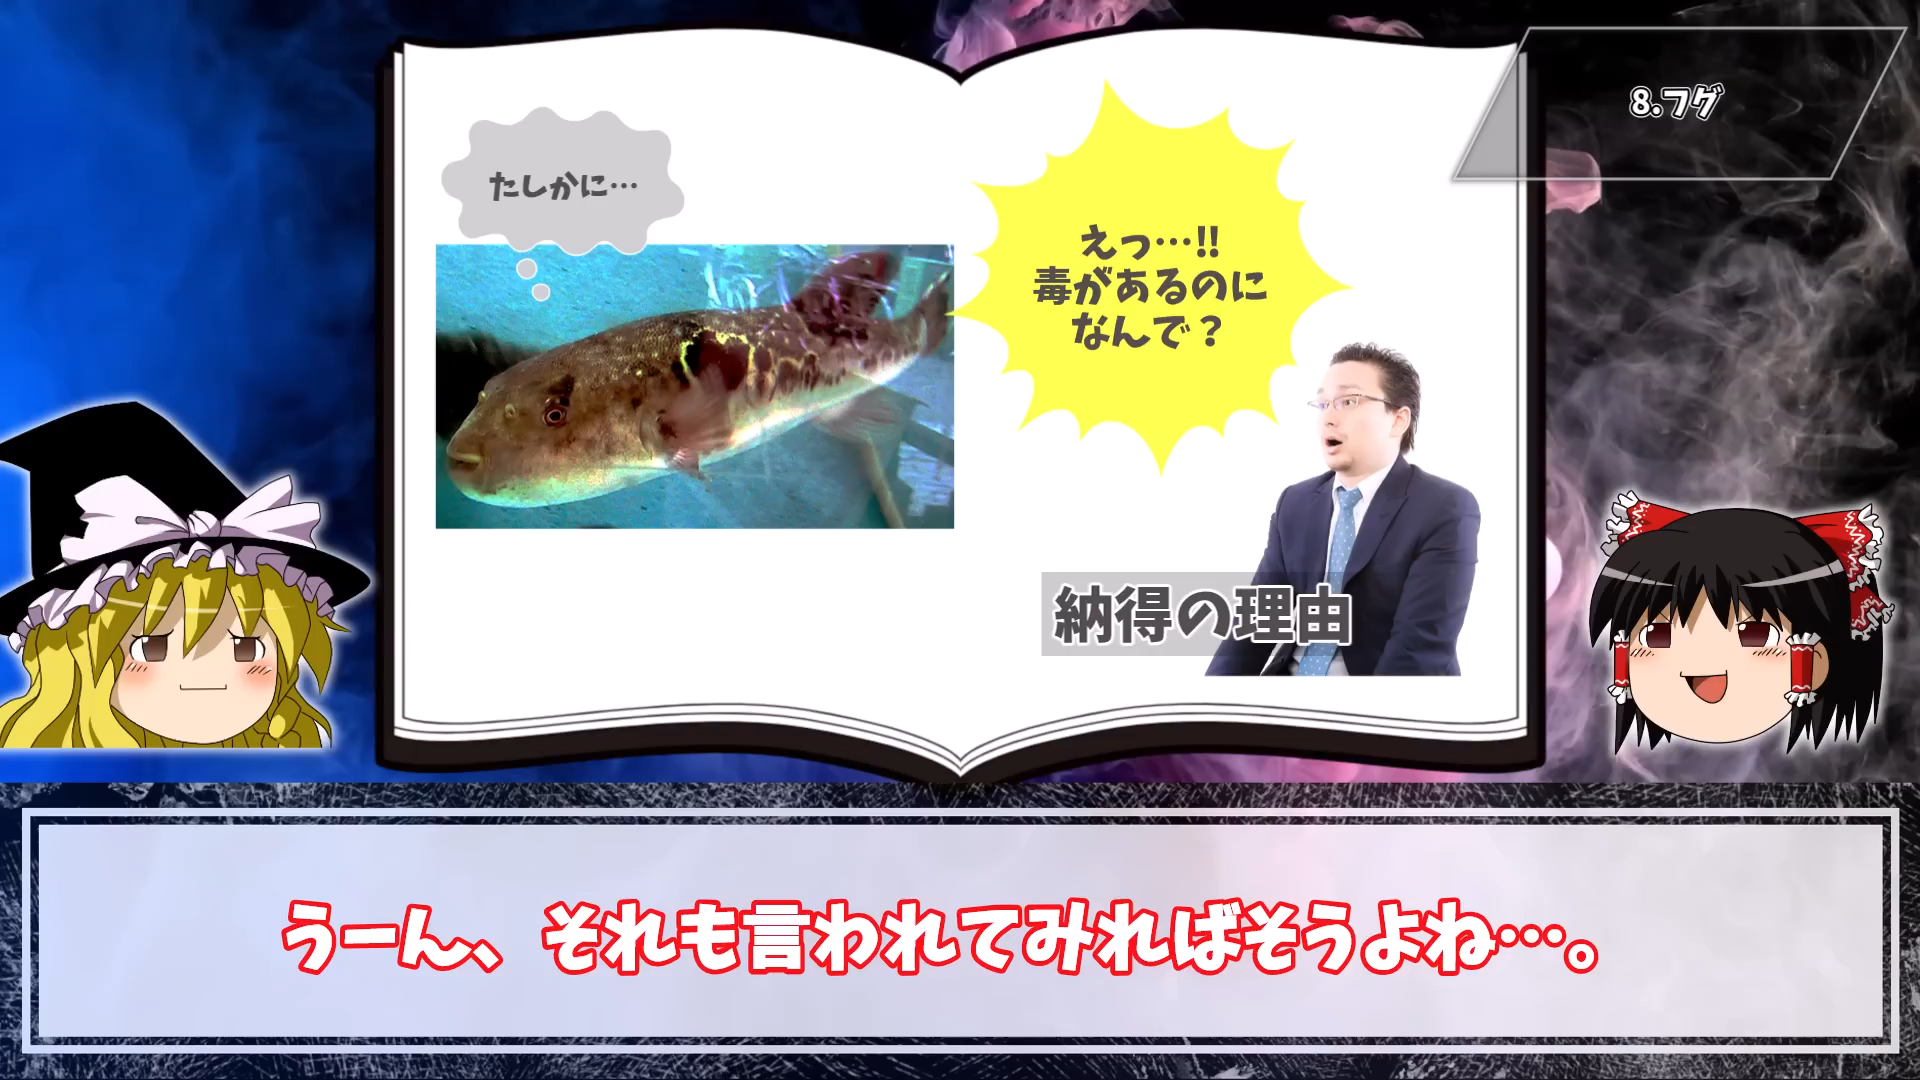 8.フグ
たしかに…
えっ…!!
毒があるのに
なんで？
納得の理由
うーん、それも言われてみればそうよね…。